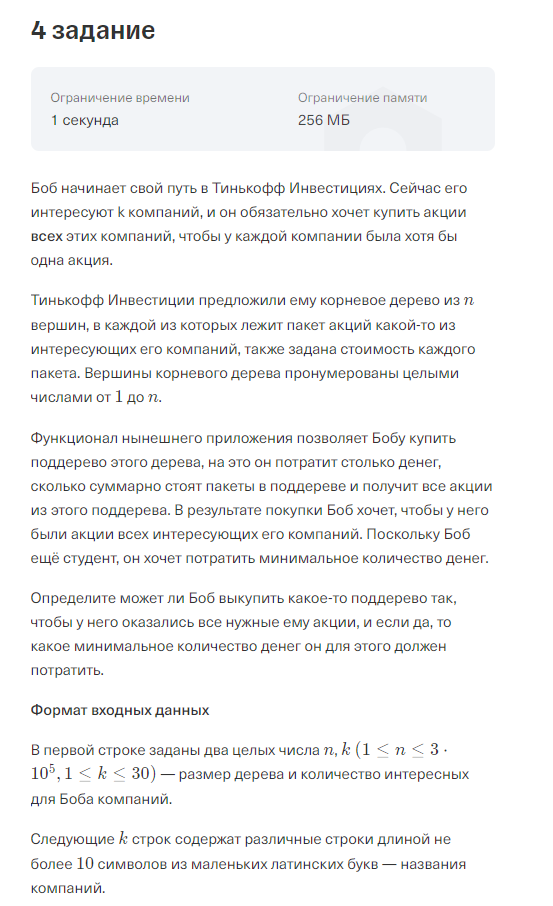 4 задание
Ограничение времени
Ограничение памяти
1 секунда
256 МБ
Боб начинает свой путь в Тинькофф Инвестициях. Сейчас его
интересуют k компаний, и он обязательно хочет купить акции
всех этих компаний, чтобы у каждой компании была хотя бы
одна акция.
Тинькофф Инвестиции предложили ему корневое дерево из n
вершин, в каждой из которых лежит пакет акций какой-то из
интересующих его компаний, также задана стоимость каждого
пакета. Вершины корневого дерева пронумерованы целыми
числами от 1 до n.
Функционал нынешнего приложения позволяет Бобу купить
поддерево этого дерева, на это он потратит столько денег,
сколько суммарно стоят пакеты в поддереве и получит все акции
из этого поддерева. В результате покупки Боб хочет, чтобы у него
были акции всех интересующих его компаний. Поскольку Боб
ещё студент, он хочет потратить минимальное количество денег.
Определите может ли Боб выкупить какое-то поддерево так,
чтобы у него оказались все нужные ему акции, и если да, то
какое минимальное количество денег он для этого должен
потратить.
Формат входных данных
В первой строке заданы два целых числа n, k (1 ≤ n ≤ 3 ·
10⁵, 1 ≤ k ≤ 30) — размер дерева и количество интересных
для Боба компаний.
Следующие k строк содержат различные строки длиной не
более 10 символов из маленьких латинских букв — названия
компаний.